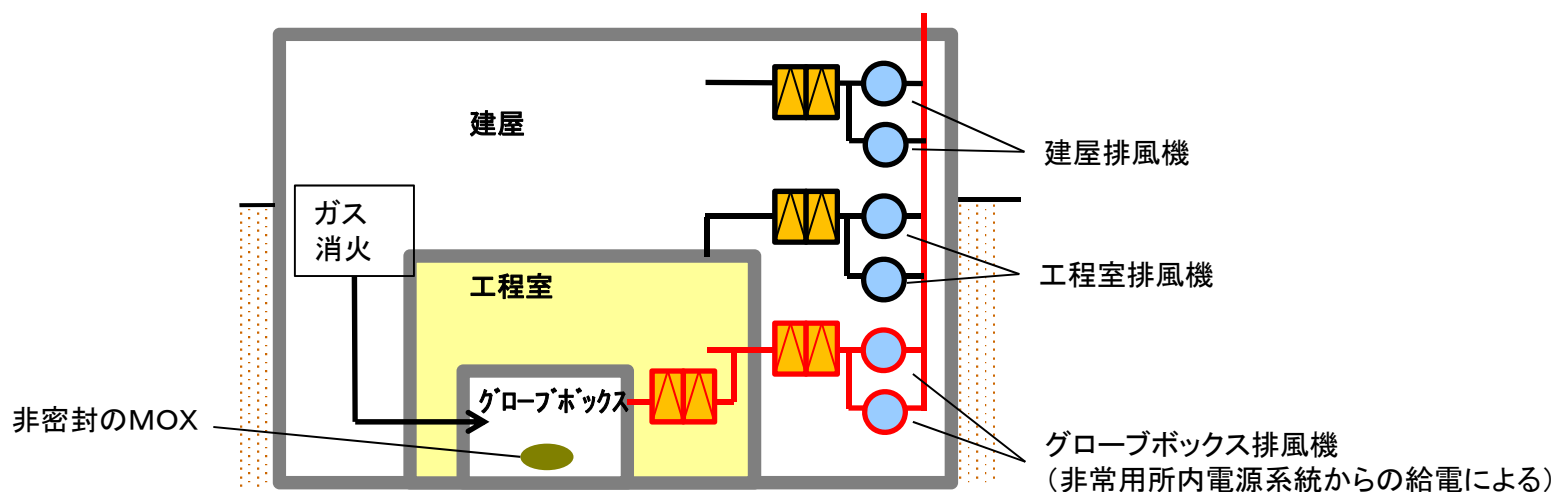 建屋
建屋排風機
ガス
消火
工程室
工程室排風機
グローブボックス
非密封のMOX
グローブボックス排風機
（非常用所内電源系統からの給電による）